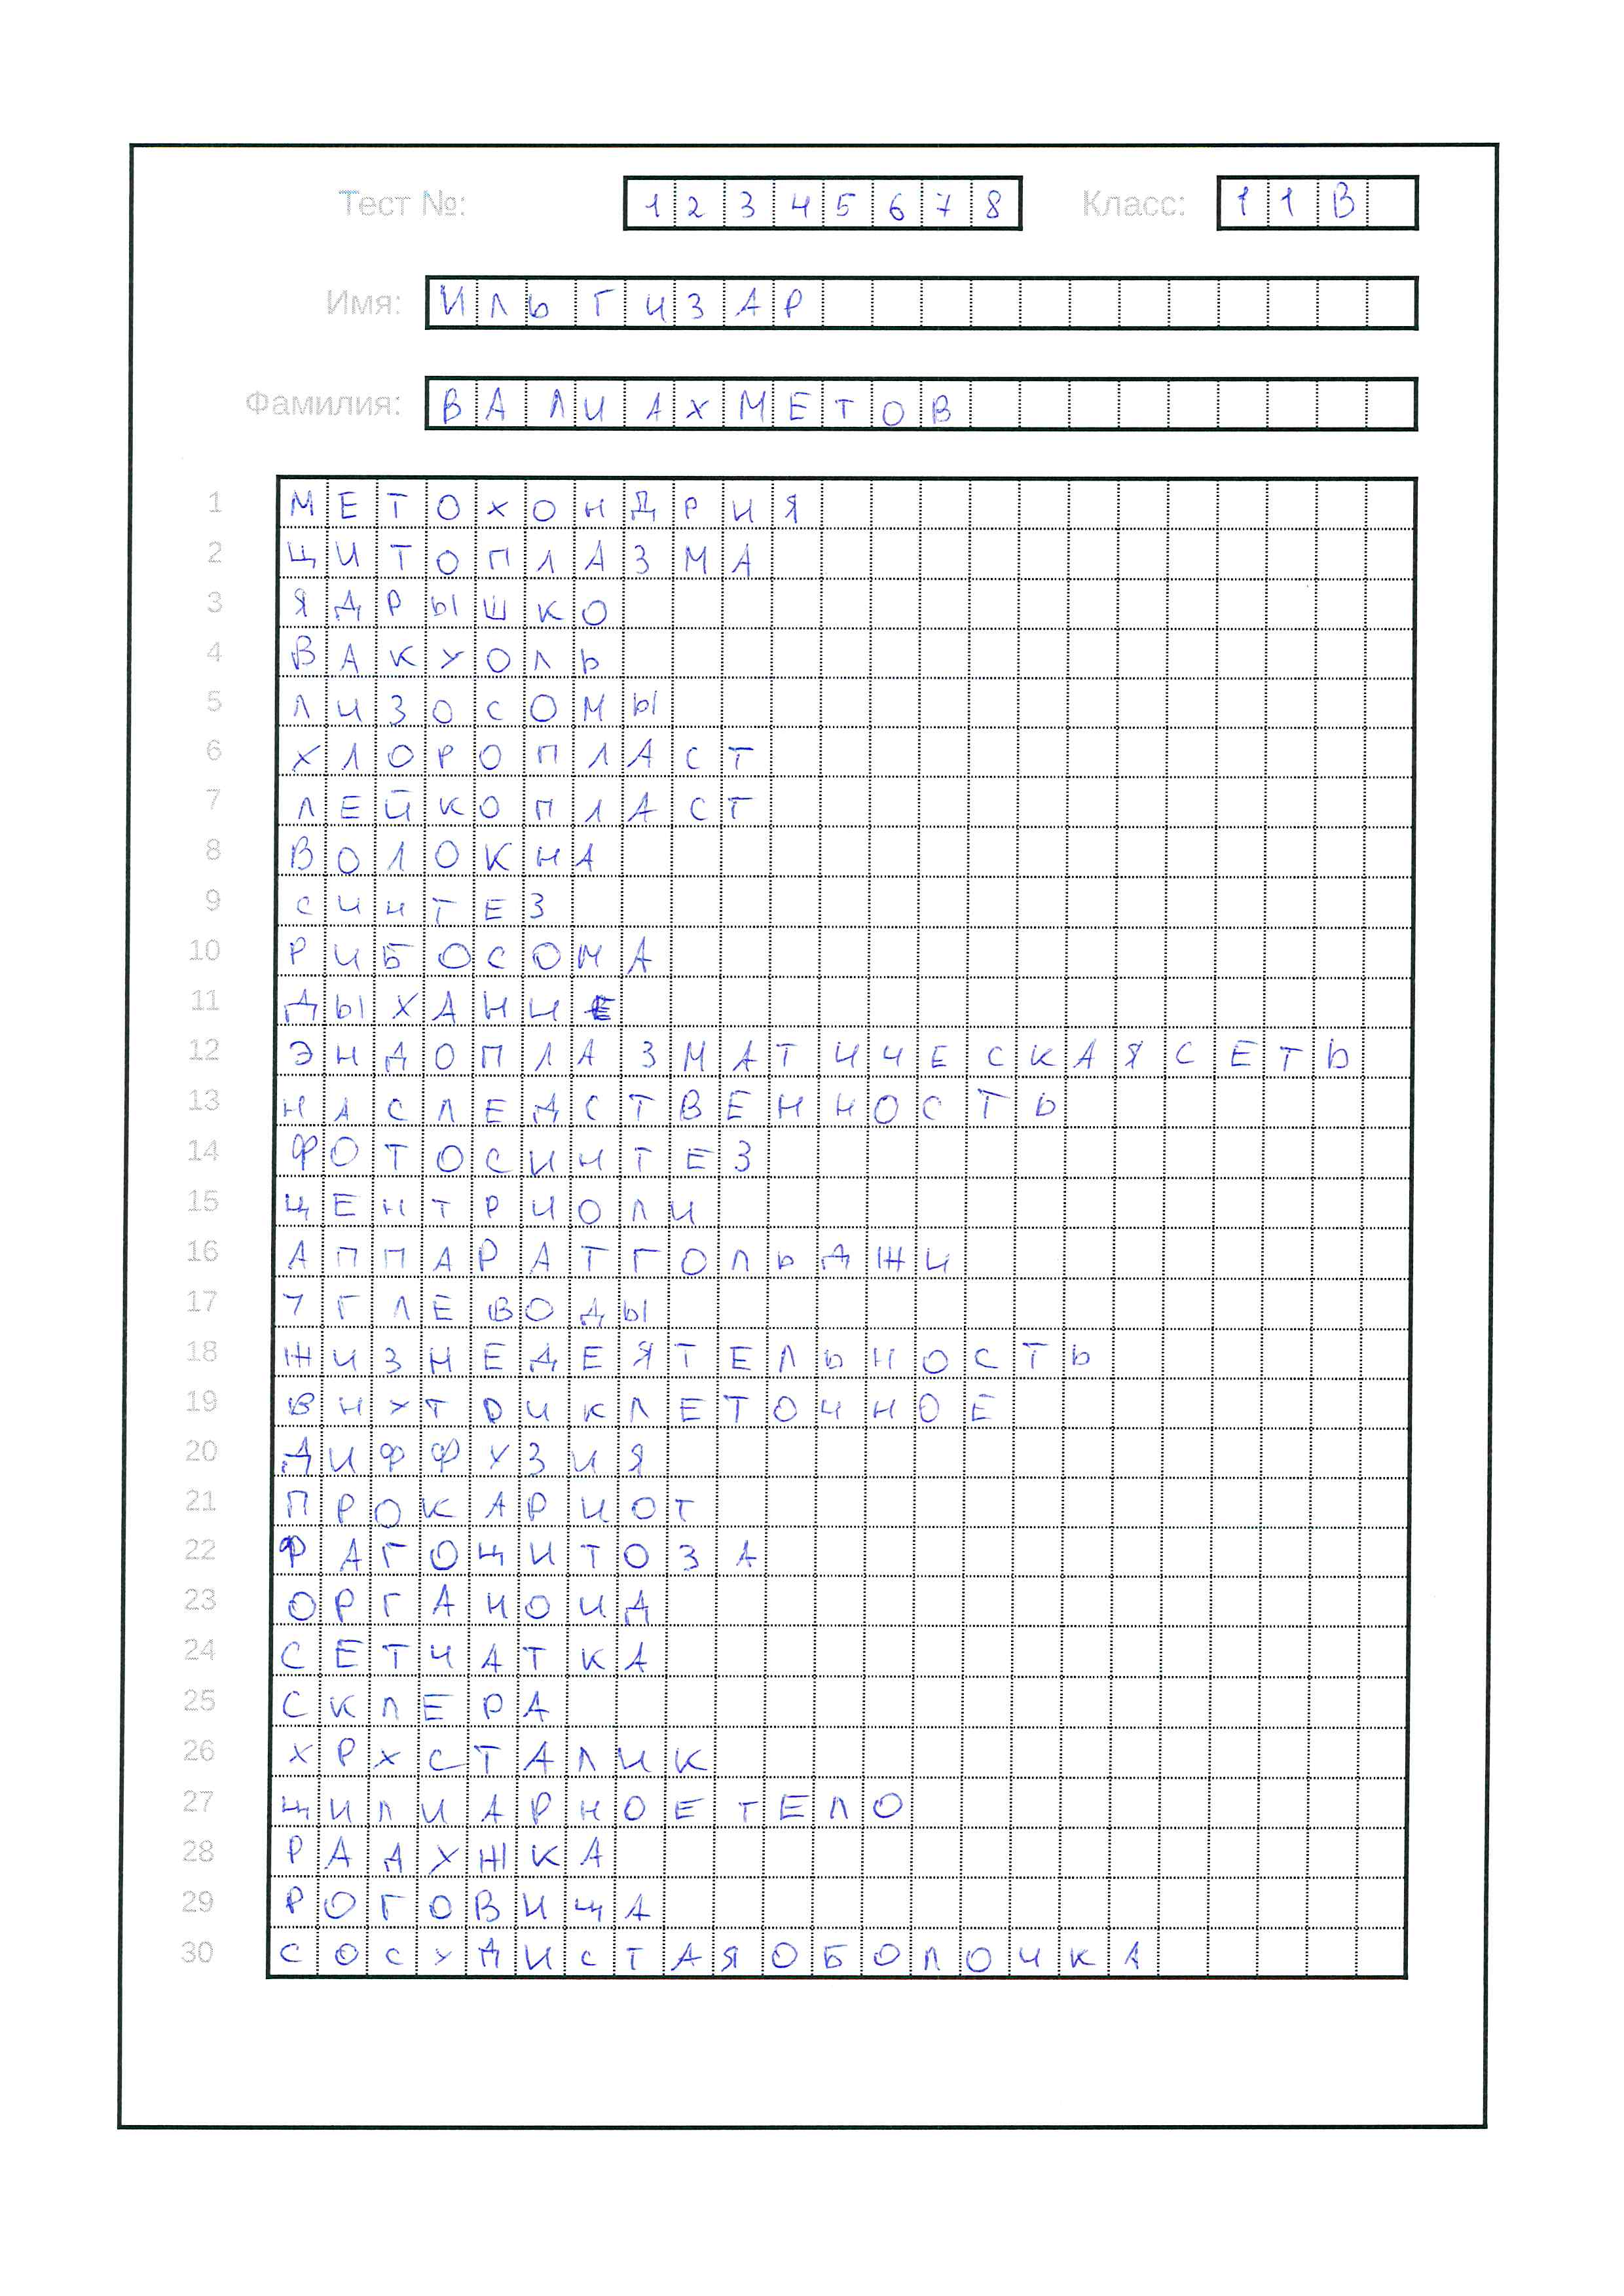 Тест №: 12345678 Класс: 11В
Имя: ИЛЬГИЗАР
Фамилия: ВАЛИАХМЕТОВ
1 МЕТОХОНДРИЯ
2 ЦИТОПЛАЗМА
3 ЯДРЫШКО
4 ВАКУОЛЬ
5 ЛИЗОСОМЫ
6 ХЛОРОПЛАСТ
7 ЛЕЙКОПЛАСТ
8 ВОЛОКНА
9 СИНТЕЗ
10 РИБОСОМА
11 ДЫХАНИЕ
12 ЭНДОПЛАЗМАТИЧЕСКАЯСЕТЬ
13 НАСЛЕДСТВЕННОСТЬ
14 ФОТОСИНТЕЗ
15 ЦЕНТРИОЛИ
16 АППАРАТГОЛЬДЖИ
17 УГЛЕВОДЫ
18 ЖИЗНЕДЕЯТЕЛЬНОСТЬ
19 ВНУТРИКЛЕТОЧНОЕ
20 ДИФФУЗИЯ
21 ПРОКАРИОТ
22 ФАГОЦИТОЗА
23 ОРГАНОИД
24 СЕТЧАТКА
25 СКЛЕРА
26 ХРХСТАЛИК
27 ЦИЛИАРНОЕТЕЛО
28 РАДУЖКА
29 РОГОВИЦА
30 СОСУДИСТАЯОБОЛОЧКА